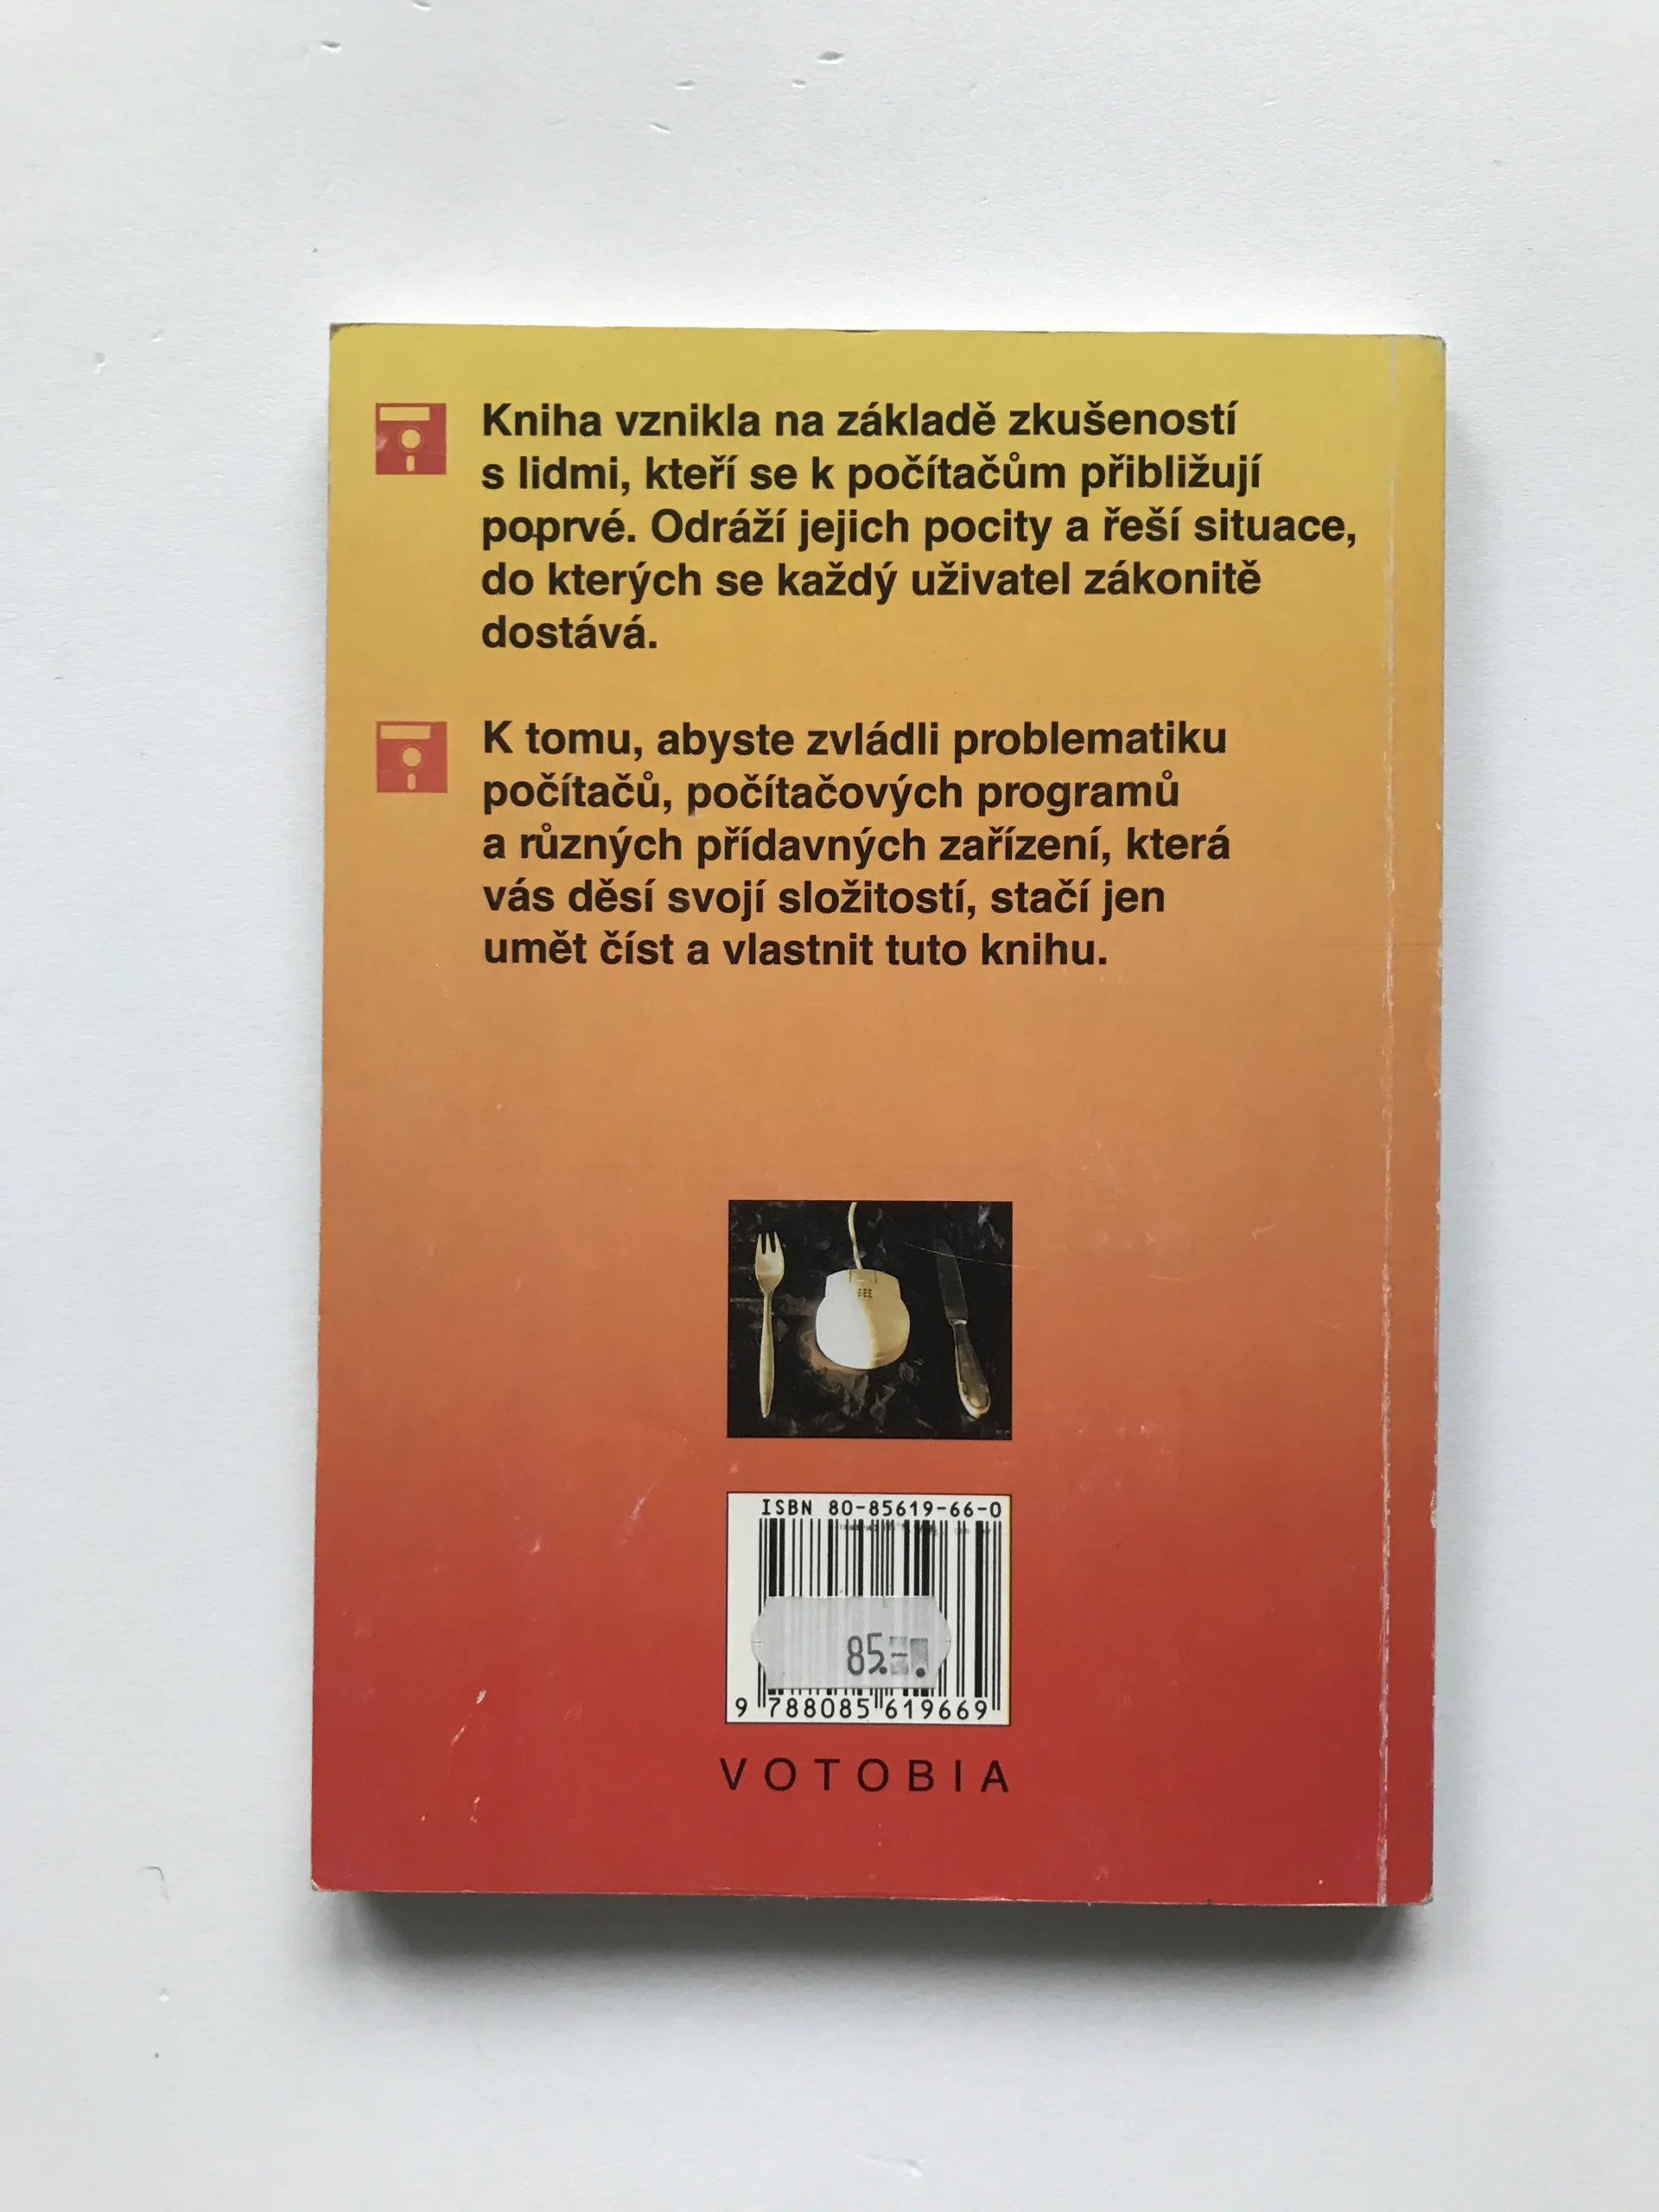 Kniha vznikla na základě zkušeností
s lidmi, kteří se k počítačům přibližují
poprvé. Odráží jejich pocity a řeší situace,
do kterých se každý uživatel zákonitě
dostává.
K tomu, abyste zvládli problematiku
počítačů, počítačových programů
a různých přídavných zařízení, která
vás děsí svojí složitostí, stačí jen
umět číst a vlastnit tuto knihu.
ISBN 80-85619-66-0
85.-
9 788085 619669
VOTOBIA